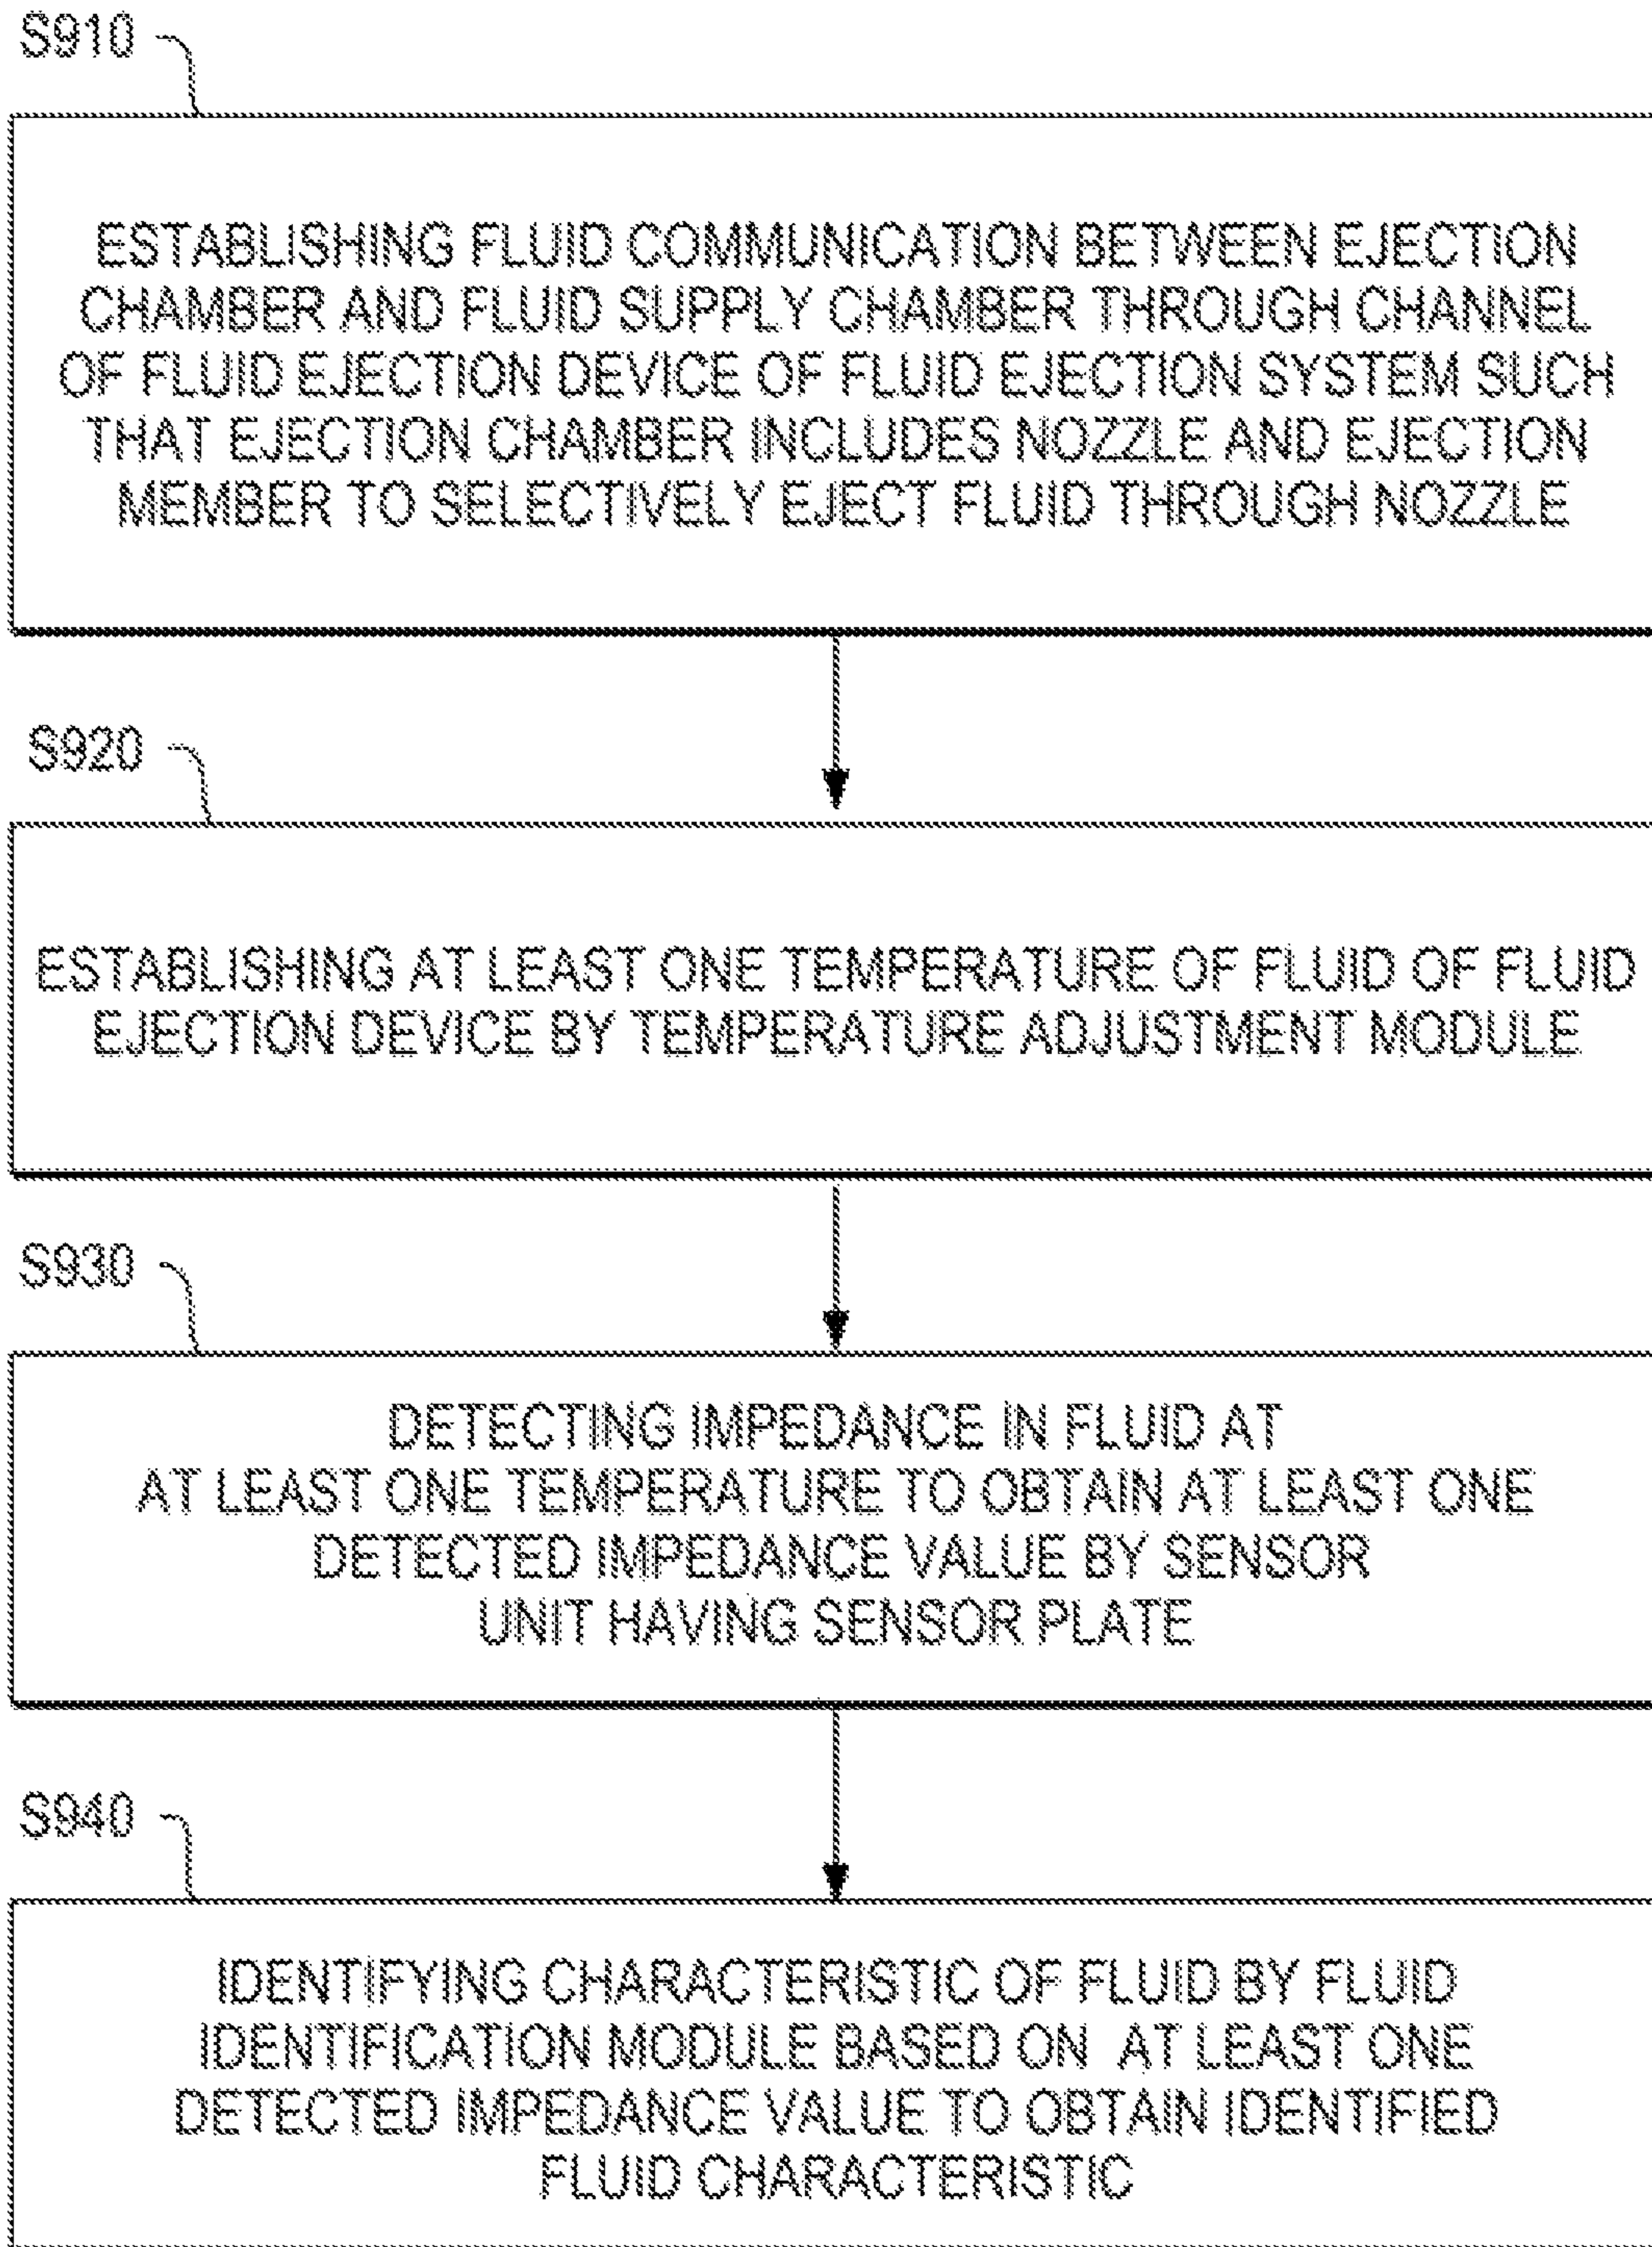 S910
ESTABLISHING FLUID COMMUNICATION BETWEEN EJECTION
CHAMBER AND FLUID SUPPLY CHAMBER THROUGH CHANNEL
OF FLUID EJECTION DEVICE OF FLUID EJECTION SYSTEM SUCH
THAT EJECTION CHAMBER INCLUDES NOZZLE AND EJECTION
MEMBER TO SELECTIVELY EJECT FLUID THROUGH NOZZLE
S920
ESTABLISHING AT LEAST ONE TEMPERATURE OF FLUID OF FLUID
EJECTION DEVICE BY TEMPERATURE ADJUSTMENT MODULE
S930
DETECTING IMPEDANCE IN FLUID AT
AT LEAST ONE TEMPERATURE TO OBTAIN AT LEAST ONE
DETECTED IMPEDANCE VALUE BY SENSOR
UNIT HAVING SENSOR PLATE
S940
IDENTIFYING CHARACTERISTIC OF FLUID BY FLUID
IDENTIFICATION MODULE BASED ON AT LEAST ONE
DETECTED IMPEDANCE VALUE TO OBTAIN IDENTIFIED
FLUID CHARACTERISTIC